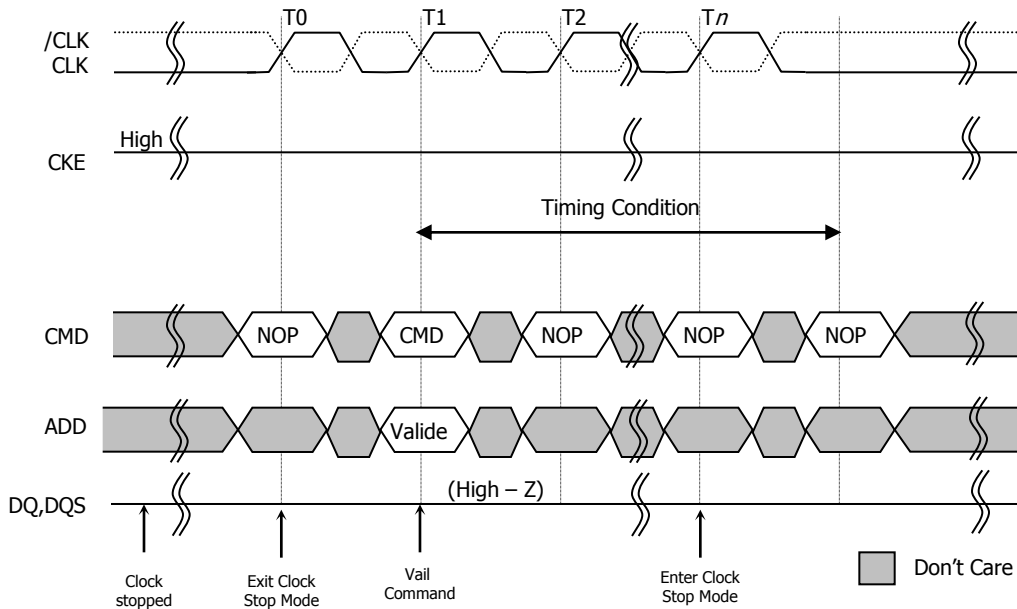 T0 T1 T2 Tn
/CLK
CLK
High
CKE
Timing Condition
CMD NOP CMD NOP NOP NOP
ADD Valide
(High – Z)
DQ,DQS
Clock
stopped
Exit Clock
Stop Mode
Vail
Command
Enter Clock
Stop Mode
Don't Care